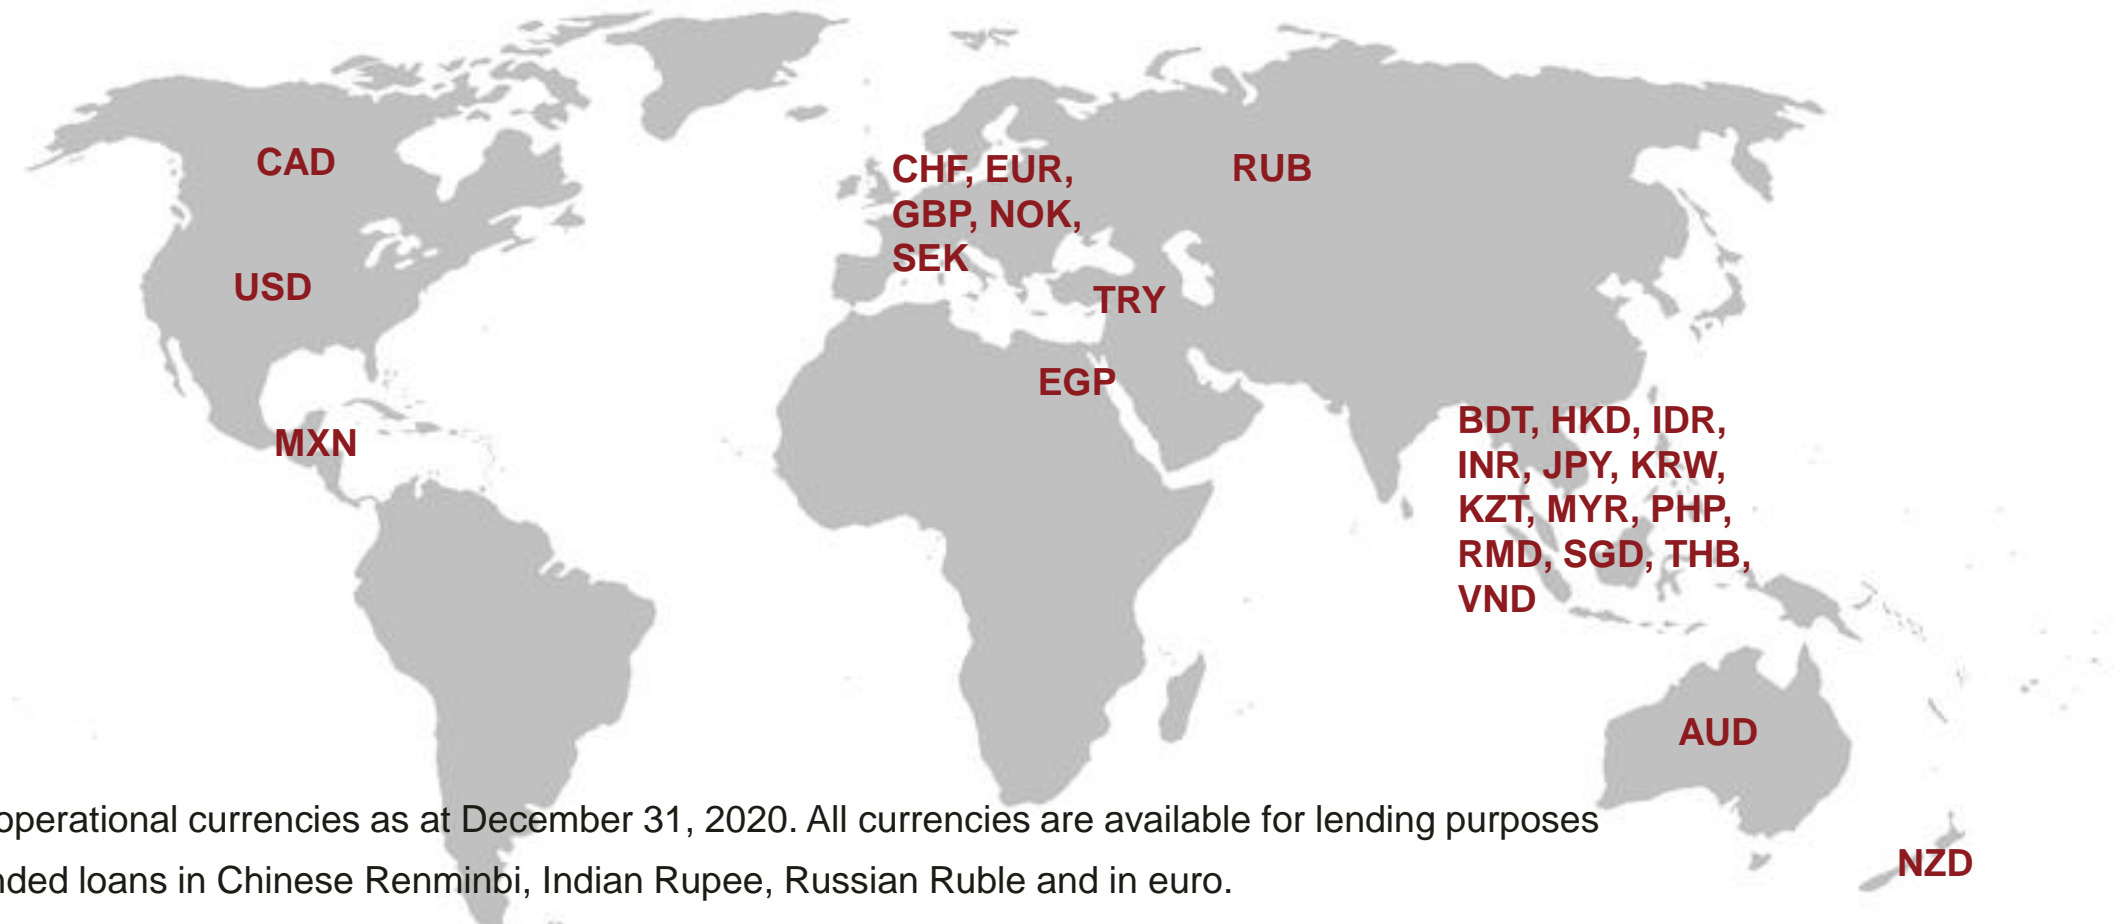 CAD
CHF, EUR,
GBP, NOK,
SEK
RUB
USD
TRY
EGP
MXN
BDT, HKD, IDR,
INR, JPY, KRW,
KZT, MYR, PHP,
RMD, SGD, THB,
VND
AUD
operational currencies as at December 31, 2020. All currencies are available for lending purposes
NZD
nded loans in Chinese Renminbi, Indian Rupee, Russian Ruble and in euro.